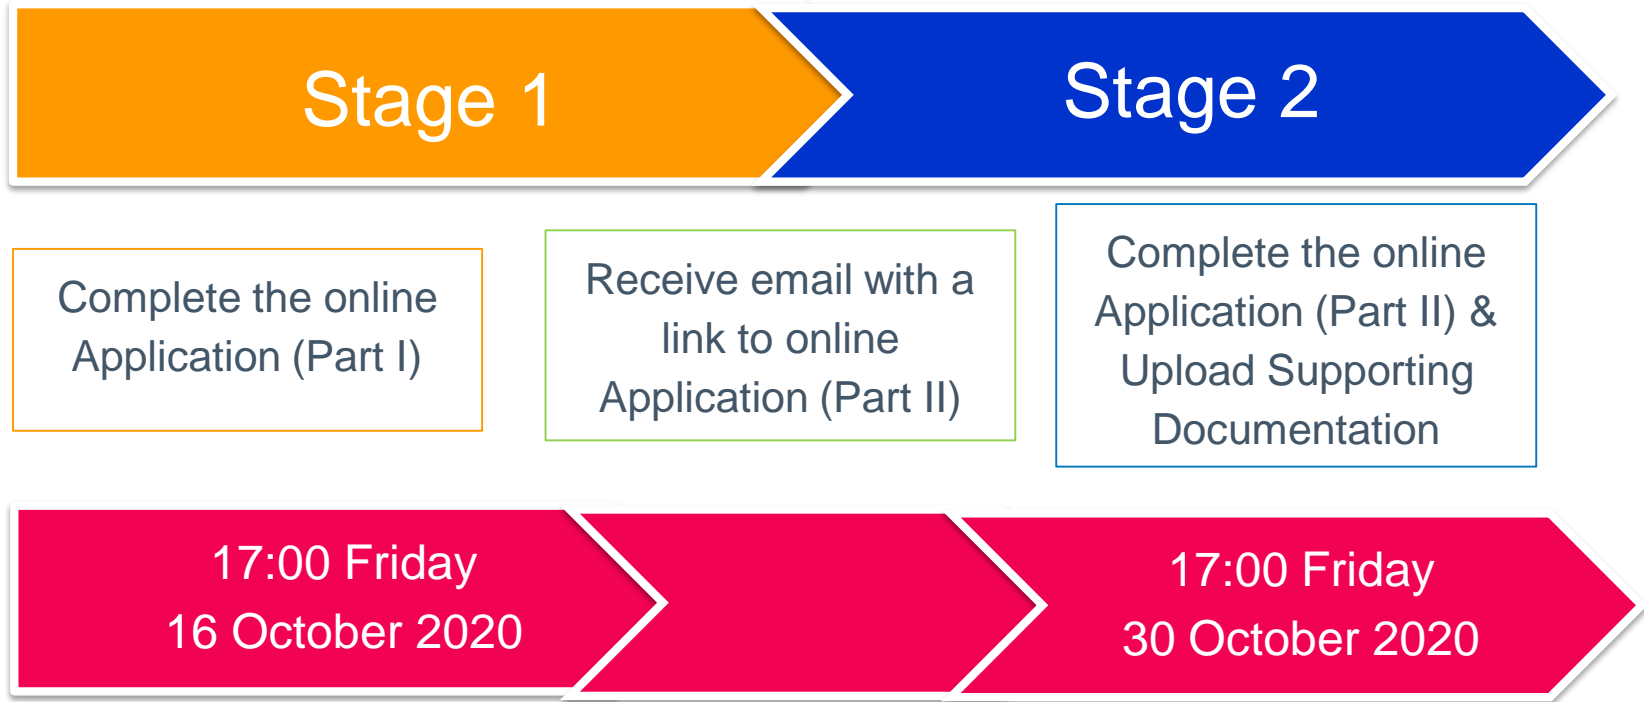 Stage 1
Stage 2
Complete the online
Application (Part I)
Receive email with a
link to online
Application (Part II)
Complete the online
Application (Part II) &
Upload Supporting
Documentation
17:00 Friday
16 October 2020
17:00 Friday
30 October 2020